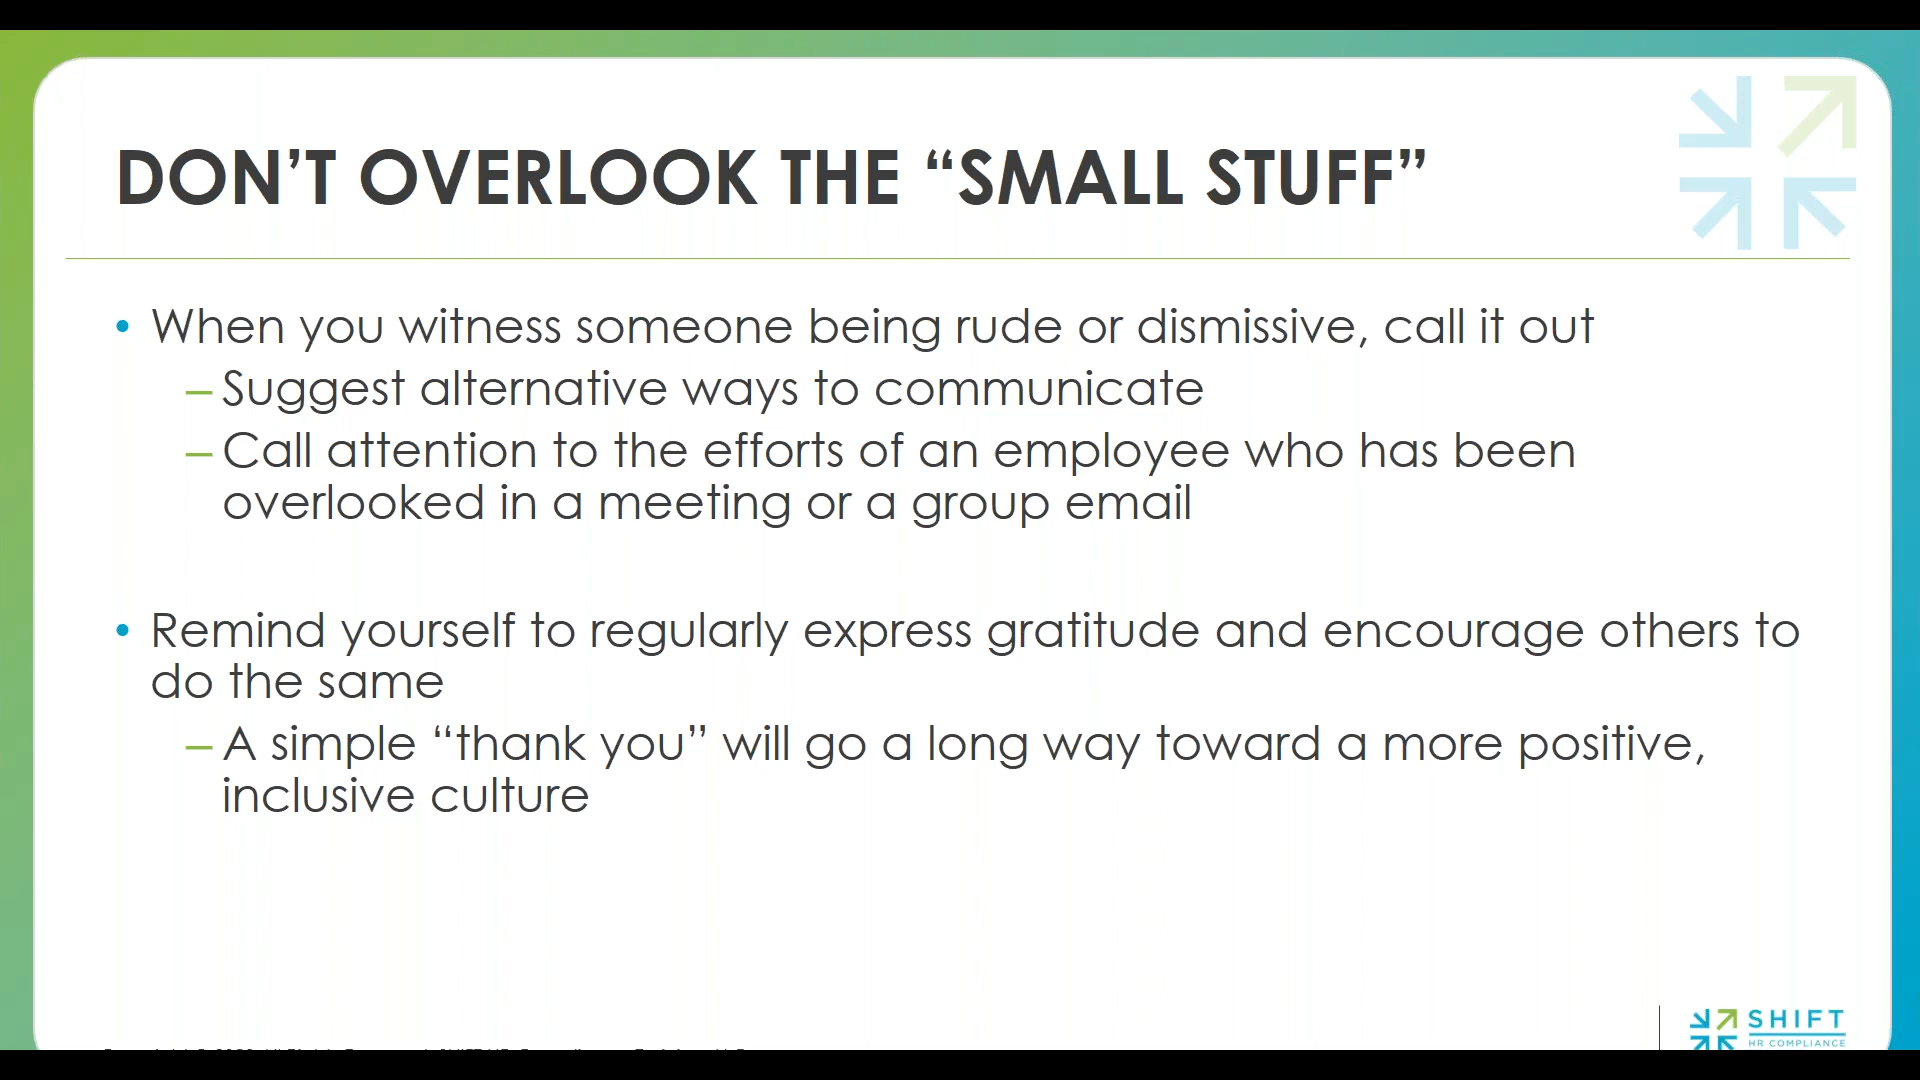 DON’T OVERLOOK THE “SMALL STUFF”
• When you witness someone being rude or dismissive, call it out
– Suggest alternative ways to communicate
– Call attention to the efforts of an employee who has been
overlooked in a meeting or a group email
• Remind yourself to regularly express gratitude and encourage others to
do the same
– A simple “thank you” will go a long way toward a more positive,
inclusive culture
SHIFT
HR COMPLIANCE